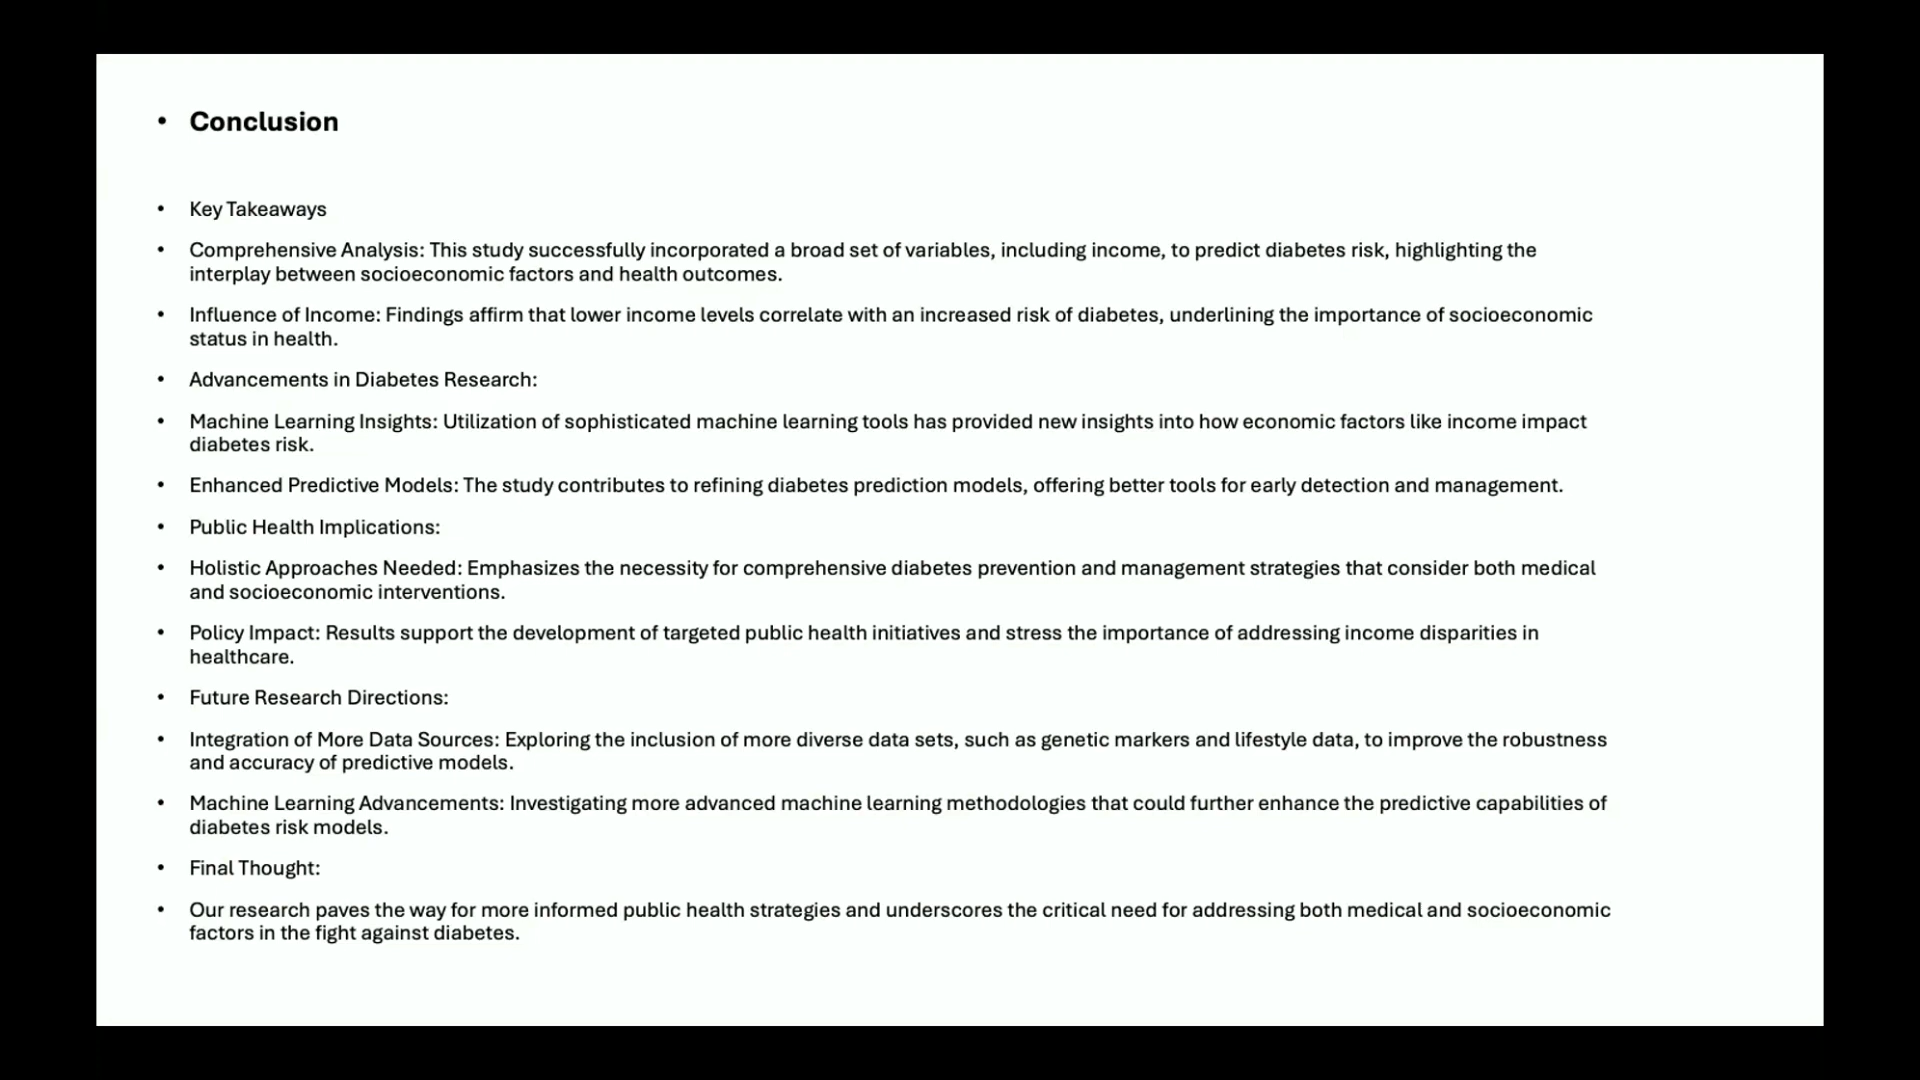 • Conclusion
• Key Takeaways
• Comprehensive Analysis: This study successfully incorporated a broad set of variables, including income, to predict diabetes risk, highlighting the
interplay between socioeconomic factors and health outcomes.
• Influence of Income: Findings affirm that lower income levels correlate with an increased risk of diabetes, underlining the importance of socioeconomic
status in health.
• Advancements in Diabetes Research:
• Machine Learning Insights: Utilization of sophisticated machine learning tools has provided new insights into how economic factors like income impact
diabetes risk.
• Enhanced Predictive Models: The study contributes to refining diabetes prediction models, offering better tools for early detection and management.
• Public Health Implications:
• Holistic Approaches Needed: Emphasizes the necessity for comprehensive diabetes prevention and management strategies that consider both medical
and socioeconomic interventions.
• Policy Impact: Results support the development of targeted public health initiatives and stress the importance of addressing income disparities in
healthcare.
• Future Research Directions:
• Integration of More Data Sources: Exploring the inclusion of more diverse data sets, such as genetic markers and lifestyle data, to improve the robustness
and accuracy of predictive models.
• Machine Learning Advancements: Investigating more advanced machine learning methodologies that could further enhance the predictive capabilities of
diabetes risk models.
• Final Thought:
• Our research paves the way for more informed public health strategies and underscores the critical need for addressing both medical and socioeconomic
factors in the fight against diabetes.